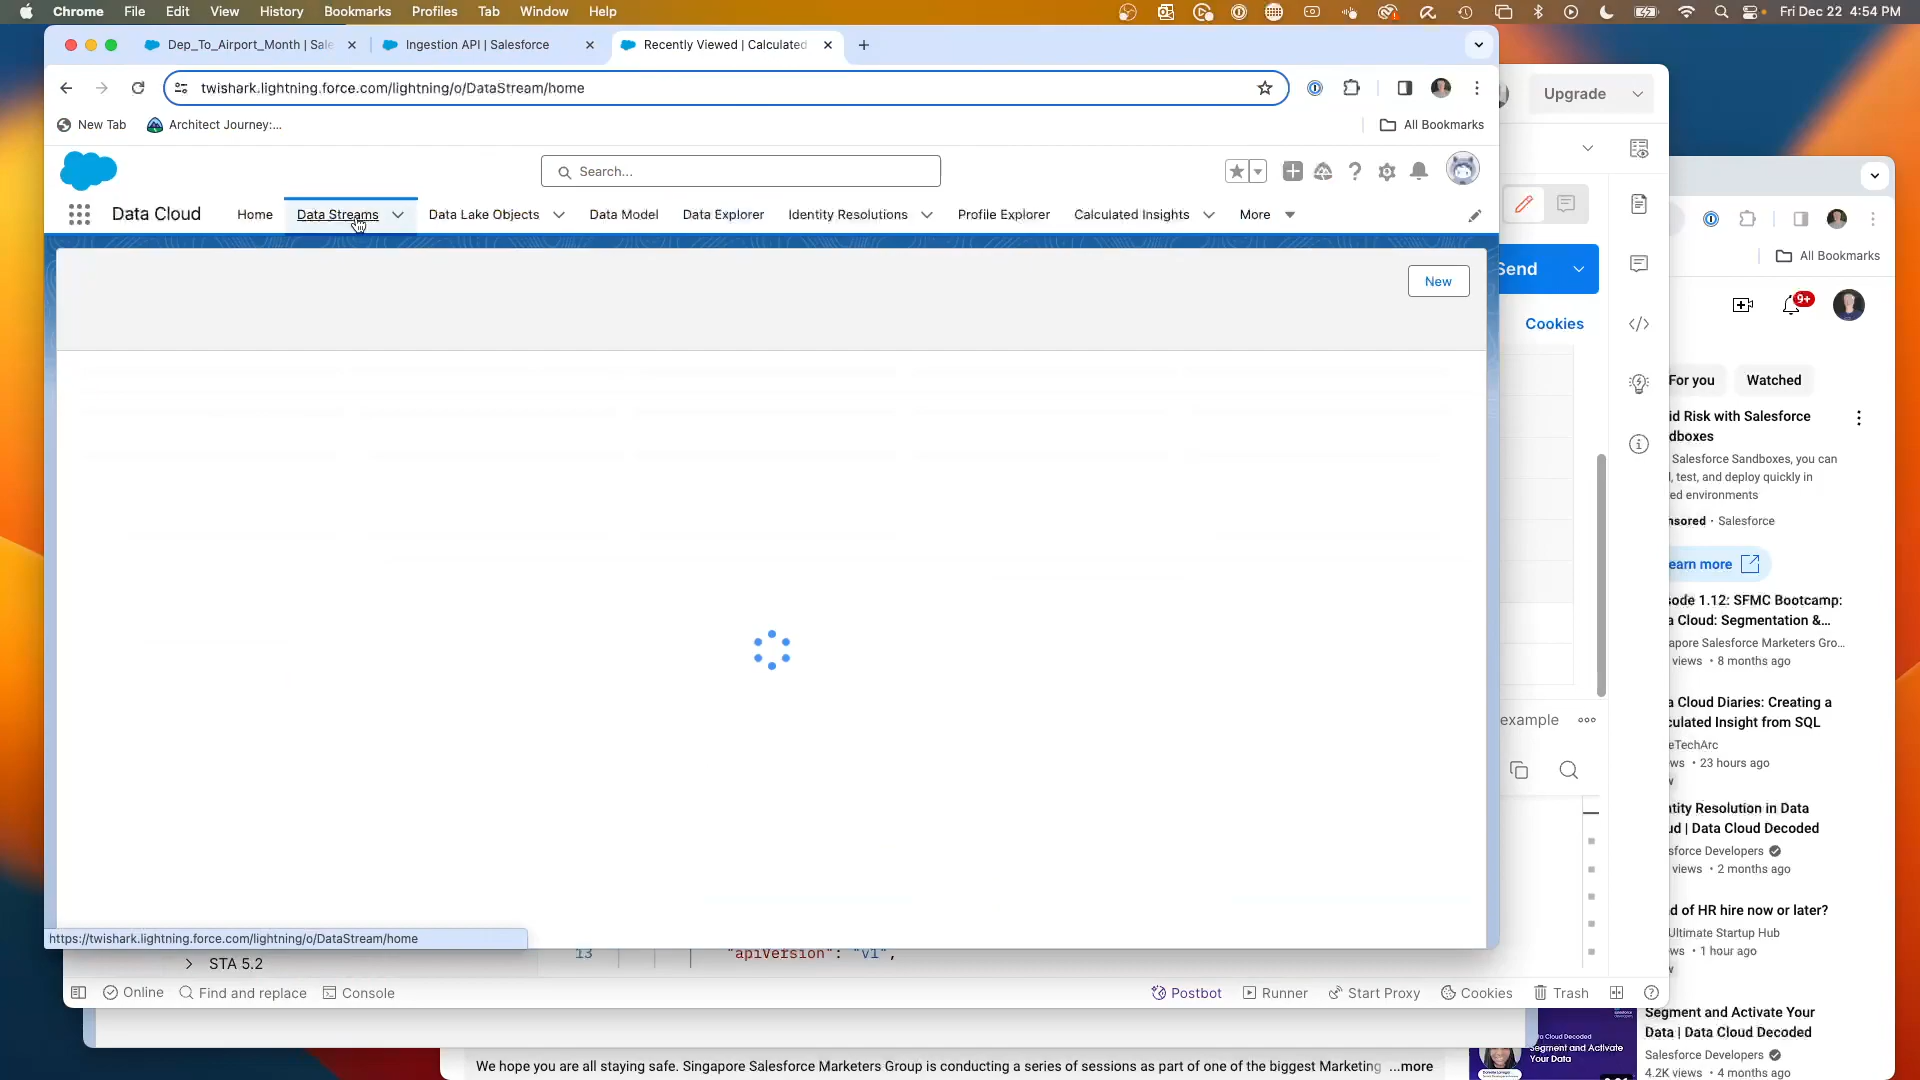 Chrome File Edit View History Bookmarks Profiles Tab Window Help Fri Dec 22 4:54 PM
Dep_To_Airport_Month | Sale Ingestion API | Salesforce Recently Viewed | Calculated
twishark.lightning.force.com/lightning/o/DataStream/home
New Tab Architect Journey:... All Bookmarks
Search...
Data Cloud Home Data Streams Data Lake Objects Data Model Data Explorer Identity Resolutions Profile Explorer Calculated Insights More
New
https://twishark.lightning.force.com/lightning/o/DataStream/home
Upgrade
Send
Cookies
example
STA 5.2
13 "apiVersion": "v1",
Online Find and replace Console Postbot Runner Start Proxy Cookies Trash
All Bookmarks
9+
For you Watched
id Risk with Salesforce
dboxes
Salesforce Sandboxes, you can
l, test, and deploy quickly in
ed environments
nsored · Salesforce
earn more
sode 1.12: SFMC Bootcamp:
a Cloud: Segmentation &...
apore Salesforce Marketers Gro...
views • 8 months ago
a Cloud Diaries: Creating a
culated Insight from SQL
eTechArc
ws • 23 hours ago
w
ntity Resolution in Data
ud | Data Cloud Decoded
sforce Developers
views • 2 months ago
d of HR hire now or later?
Ultimate Startup Hub
ws • 1 hour ago
w
Segment and Activate Your
Data | Data Cloud Decoded
Salesforce Developers
4.2K views • 4 months ago
Segment and Activate
Your Data
We hope you are all staying safe. Singapore Salesforce Marketers Group is conducting a series of sessions as part of one of the biggest Marketing ...more